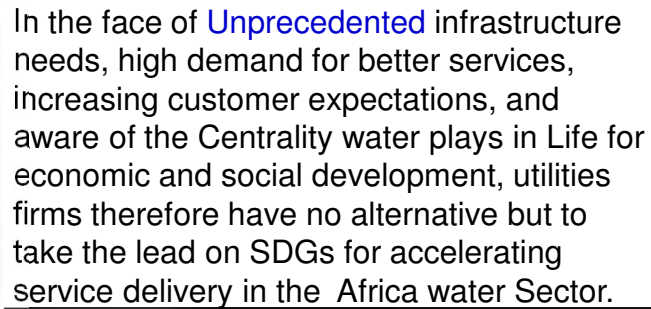 In the face of Unprecedented infrastructure
needs, high demand for better services,
increasing customer expectations, and
aware of the Centrality water plays in Life for
economic and social development, utilities
firms therefore have no alternative but to
take the lead on SDGs for accelerating
service delivery in the  Africa water Sector.